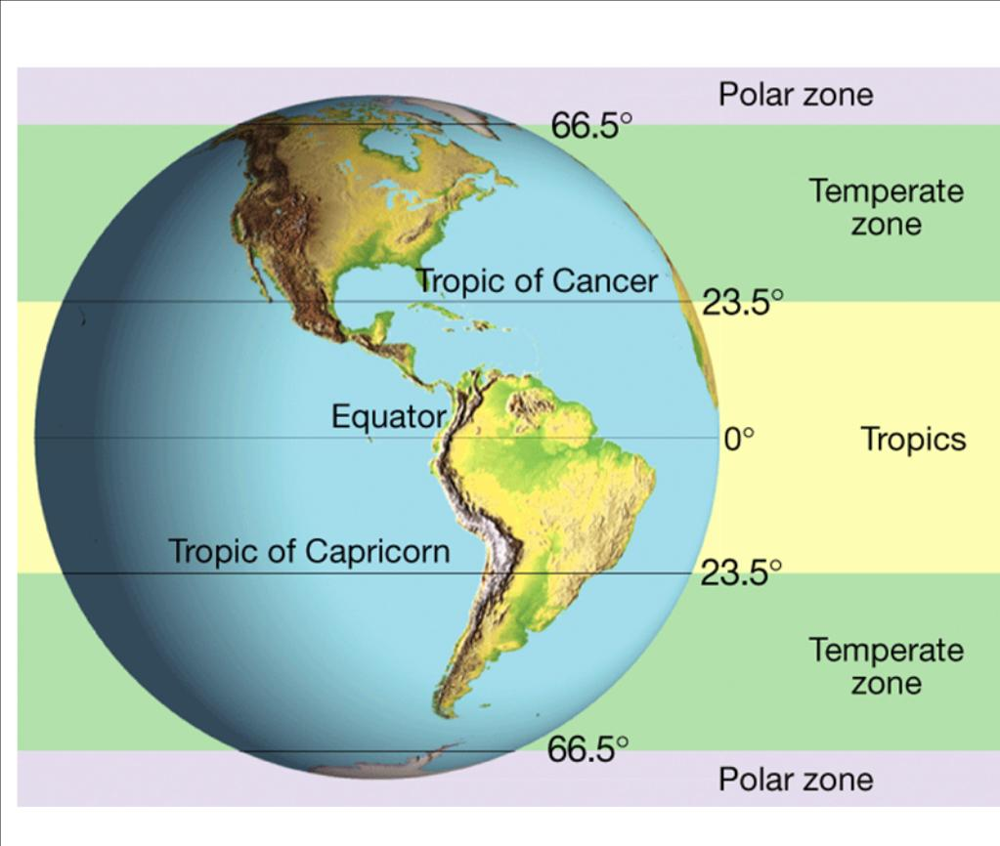 Polar zone
66.5°
Temperate
zone
Tropic of Cancer
23.5°
Equator
0°
Tropics
Tropic of Capricorn
23.5°
Temperate
zone
66.5°
Polar zone